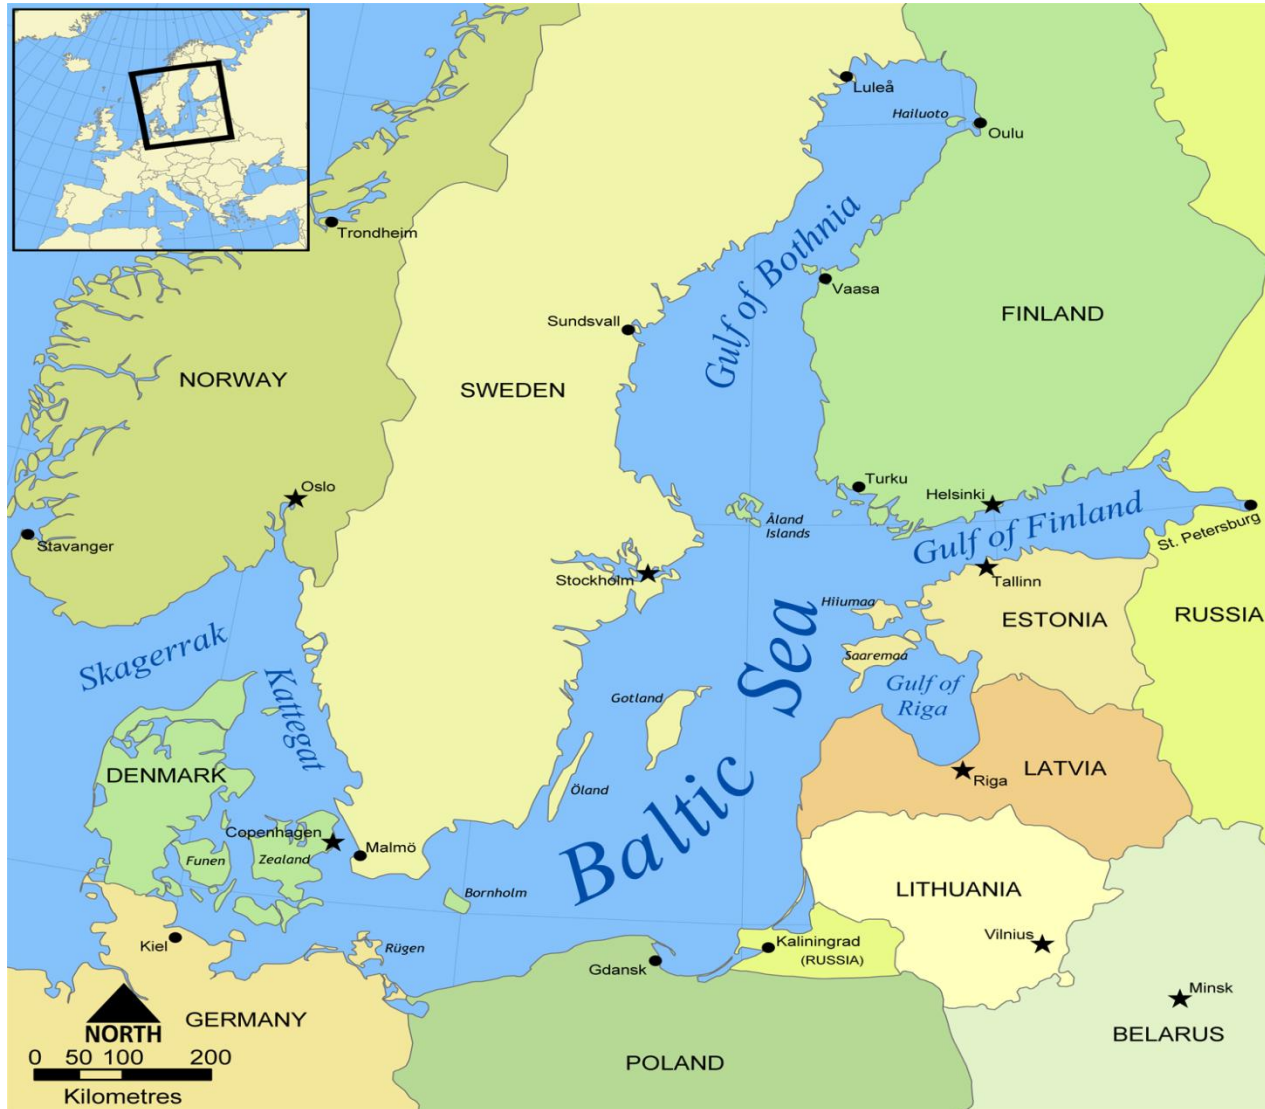 Luleå
Hailuoto
Oulu
Trondheim
Gulf of Bothnia
Vaasa
Sundsvall
FINLAND
NORWAY
SWEDEN
Oslo
Turku
Helsinki
Stavanger
Åland
Islands
Gulf of Finland
St. Petersburg
Stockholm
Tallinn
Hiiumaa
ESTONIA
RUSSIA
Skagerrak
Kattegat
Saaremaa
Gulf of
Riga
Gotland
Baltic Sea
DENMARK
Öland
Riga
LATVIA
Copenhagen
Malmö
Funen
Zealand
Bornholm
LITHUANIA
Vilnius
Kiel
Rügen
Gdansk
Kaliningrad
(RUSSIA)
Minsk
NORTH
GERMANY
BELARUS
POLAND
0 50 100 200
Kilometres